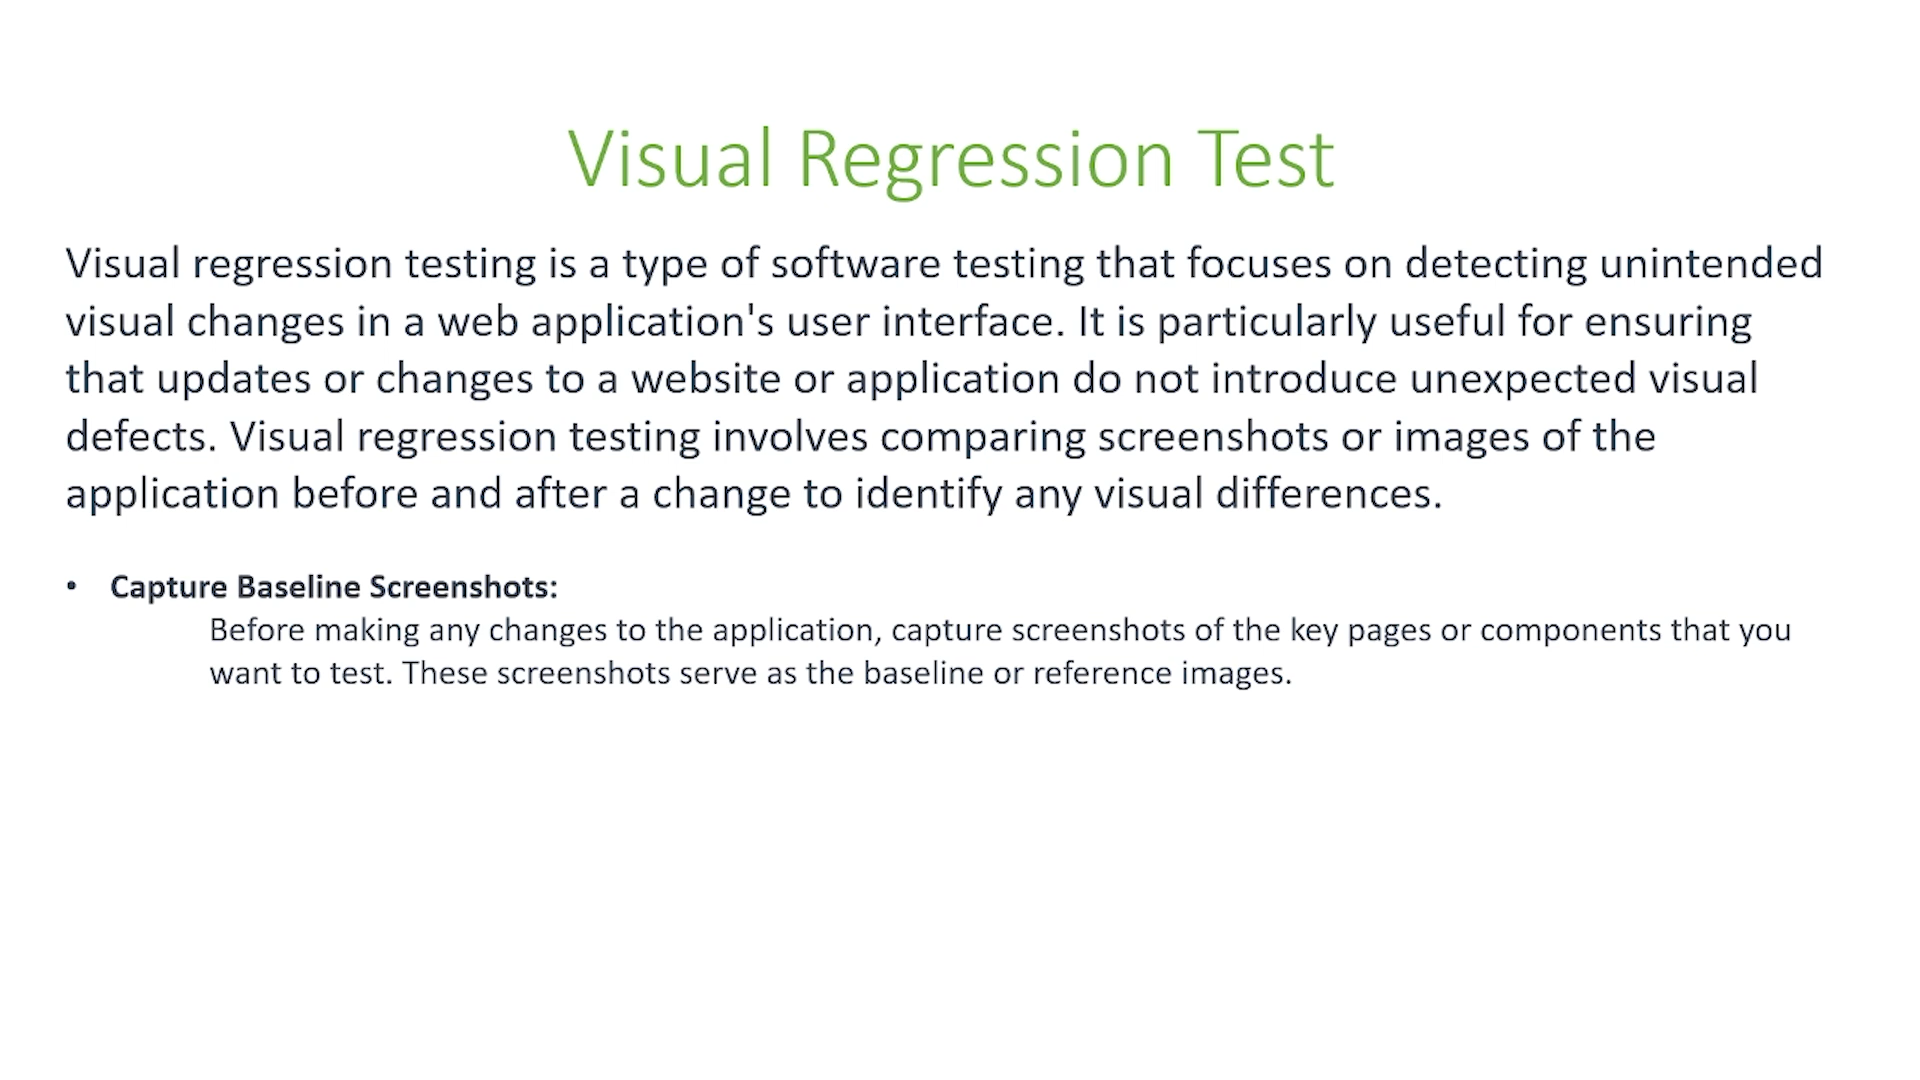 Visual Regression Test
Visual regression testing is a type of software testing that focuses on detecting unintended
visual changes in a web application's user interface. It is particularly useful for ensuring
that updates or changes to a website or application do not introduce unexpected visual
defects. Visual regression testing involves comparing screenshots or images of the
application before and after a change to identify any visual differences.
• Capture Baseline Screenshots:
Before making any changes to the application, capture screenshots of the key pages or components that you
want to test. These screenshots serve as the baseline or reference images.